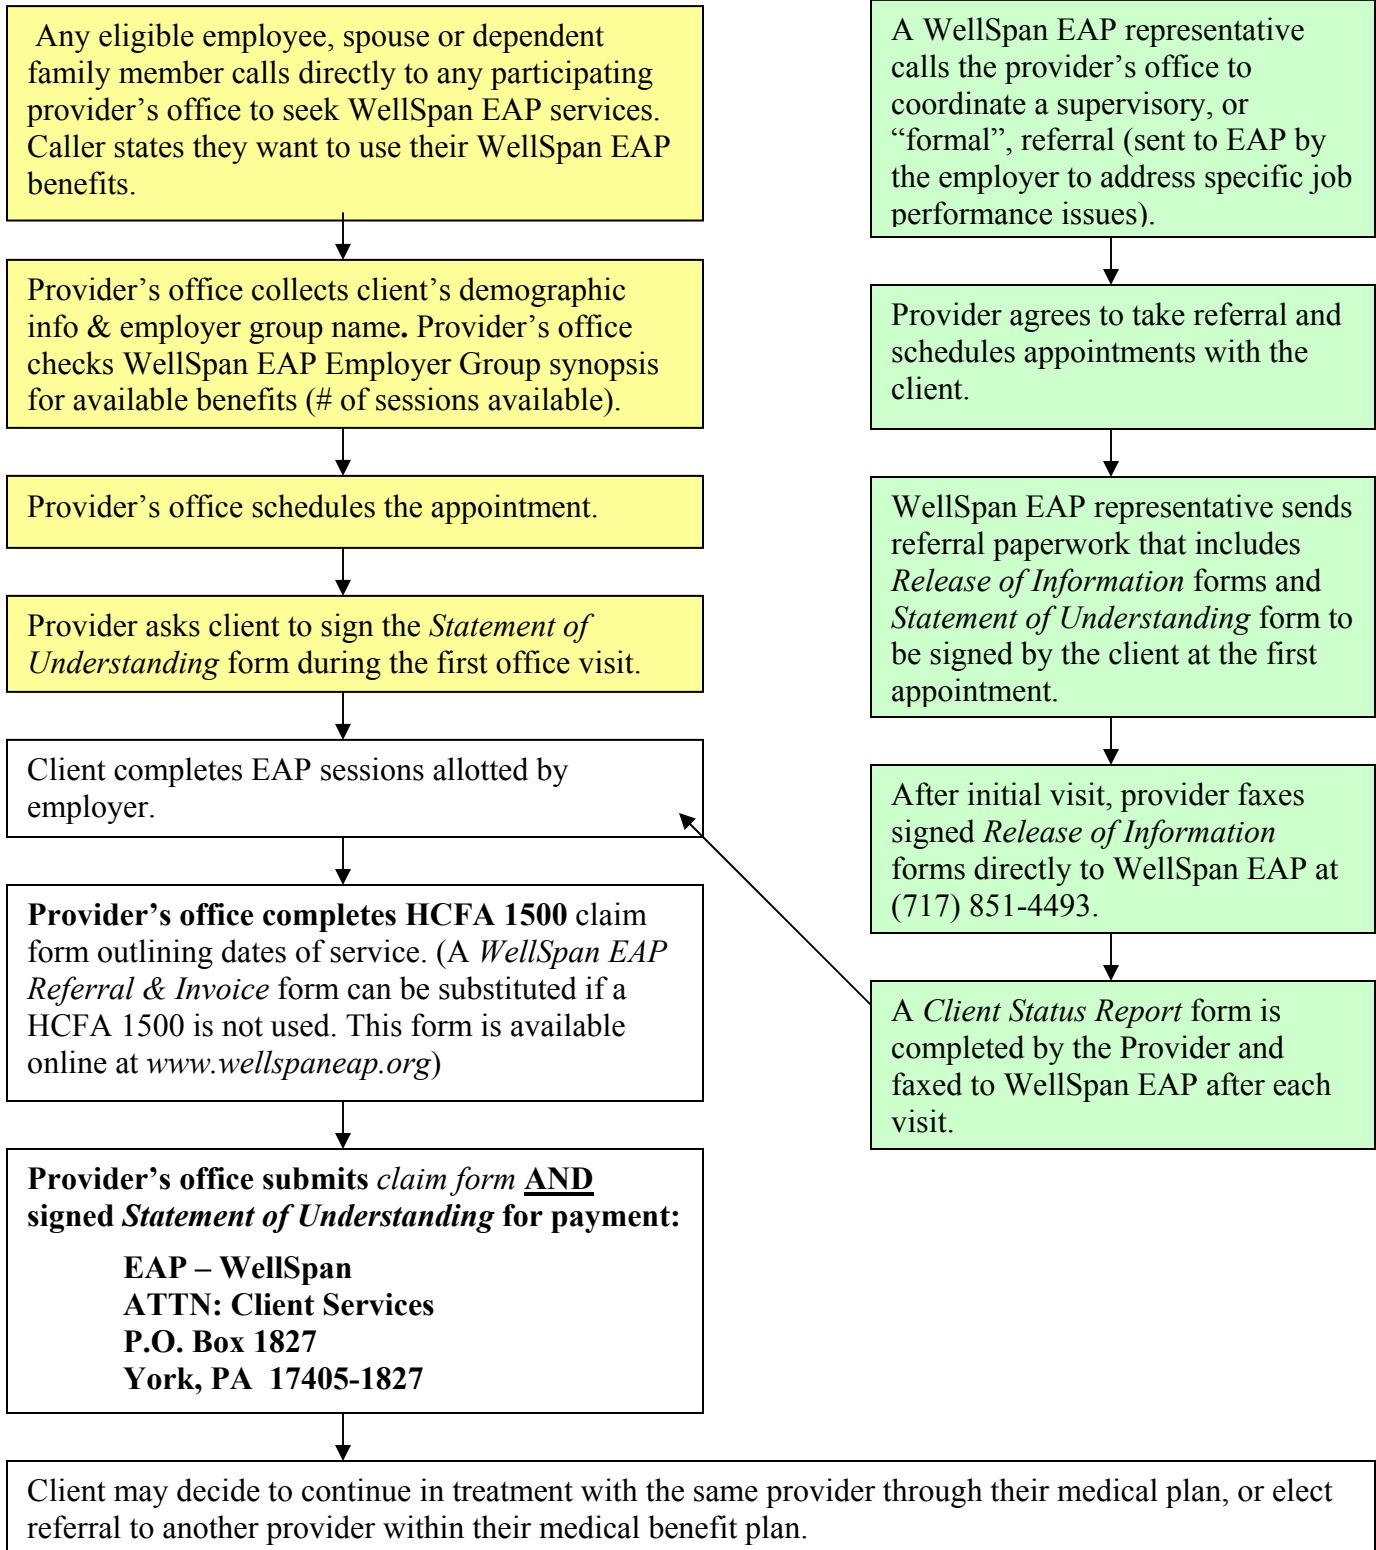 Any eligible employee, spouse or dependent
family member calls directly to any participating
provider’s office to seek WellSpan EAP services.
Caller states they want to use their WellSpan EAP
benefits.
Provider’s office collects client’s demographic
info & employer group name. Provider’s office
checks WellSpan EAP Employer Group synopsis
for available benefits (# of sessions available).
Provider’s office schedules the appointment.
Provider asks client to sign the Statement of
Understanding form during the first office visit.
Client completes EAP sessions allotted by
employer.
Provider’s office completes HCFA 1500 claim
form outlining dates of service. (A WellSpan EAP
Referral & Invoice form can be substituted if a
HCFA 1500 is not used. This form is available
online at www.wellspaneap.org)
Provider’s office submits claim form AND
signed Statement of Understanding for payment:
EAP – WellSpan
ATTN: Client Services
P.O. Box 1827
York, PA  17405-1827
A WellSpan EAP representative
calls the provider’s office to
coordinate a supervisory, or
“formal”, referral (sent to EAP by
the employer to address specific job
performance issues).
Provider agrees to take referral and
schedules appointments with the
client.
WellSpan EAP representative sends
referral paperwork that includes
Release of Information forms and
Statement of Understanding form to
be signed by the client at the first
appointment.
After initial visit, provider faxes
signed Release of Information
forms directly to WellSpan EAP at
(717) 851-4493.
A Client Status Report form is
completed by the Provider and
faxed to WellSpan EAP after each
visit.
Client may decide to continue in treatment with the same provider through their medical plan, or elect
referral to another provider within their medical benefit plan.